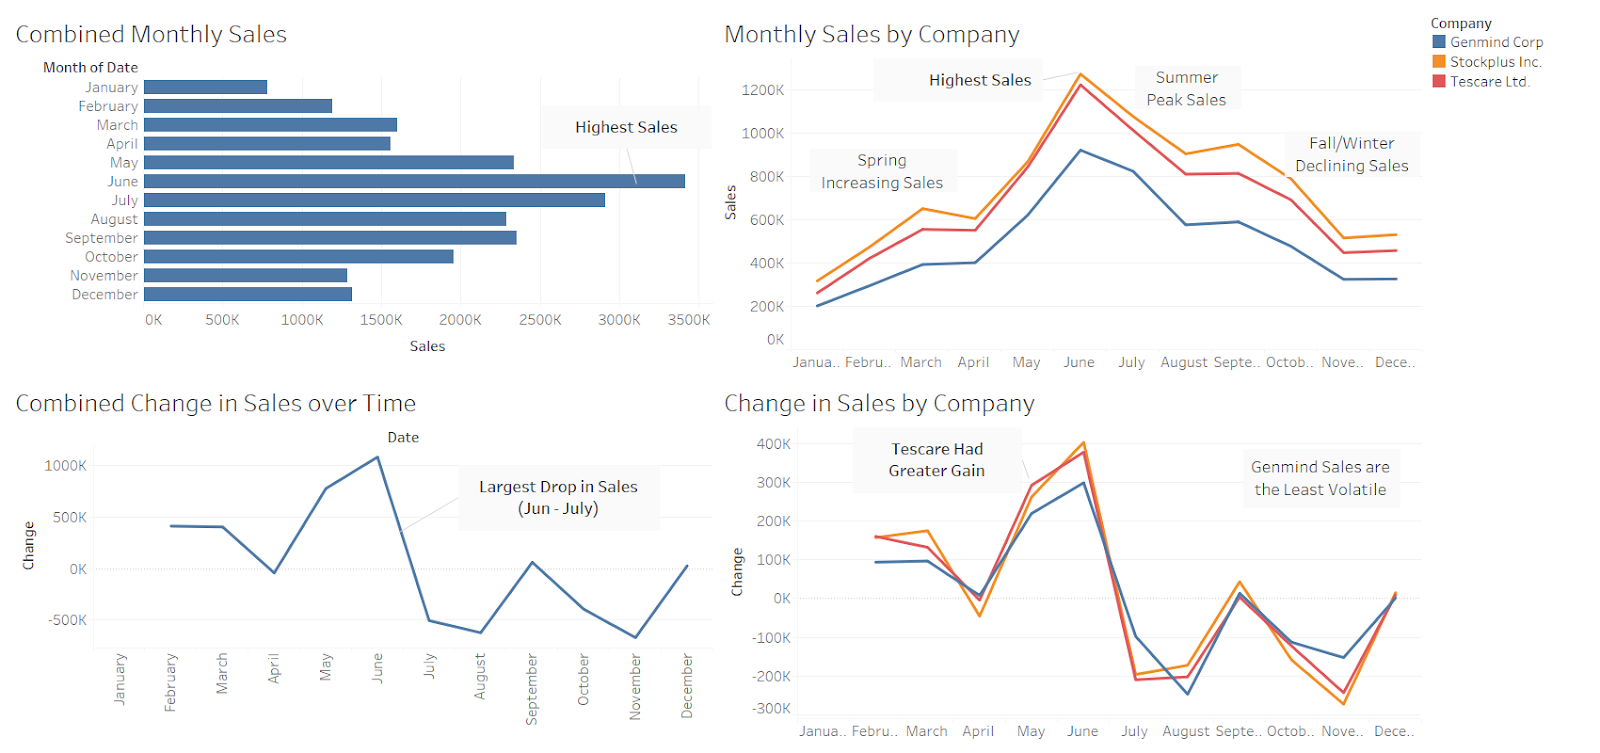 Combined Monthly Sales
Month of Date
January
February
March
April
May
June
July
August
September
October
November
December
Highest Sales
0K 500K 1000K 1500K 2000K 2500K 3000K 3500K
Sales
Monthly Sales by Company
Highest Sales
Summer
Peak Sales
Spring
Increasing Sales
Fall/Winter
Declining Sales
Sales
1200K
1000K
800K
600K
400K
200K
0K
Janua.. Febru.. March April May June July August Septe.. Octob.. Nove.. Dece..
Company
Genmind Corp
Stockplus Inc.
Tescare Ltd.
Combined Change in Sales over Time
Date
Change
1000K
500K
0K
-500K
Largest Drop in Sales
(Jun - July)
January February March April May June July August September October November December
Change in Sales by Company
Tescare Had
Greater Gain
Genmind Sales are
the Least Volatile
Change
400K
300K
200K
100K
0K
-100K
-200K
-300K
Janua.. Febru.. March April May June July August Septe.. Octob.. Nove.. Dece..